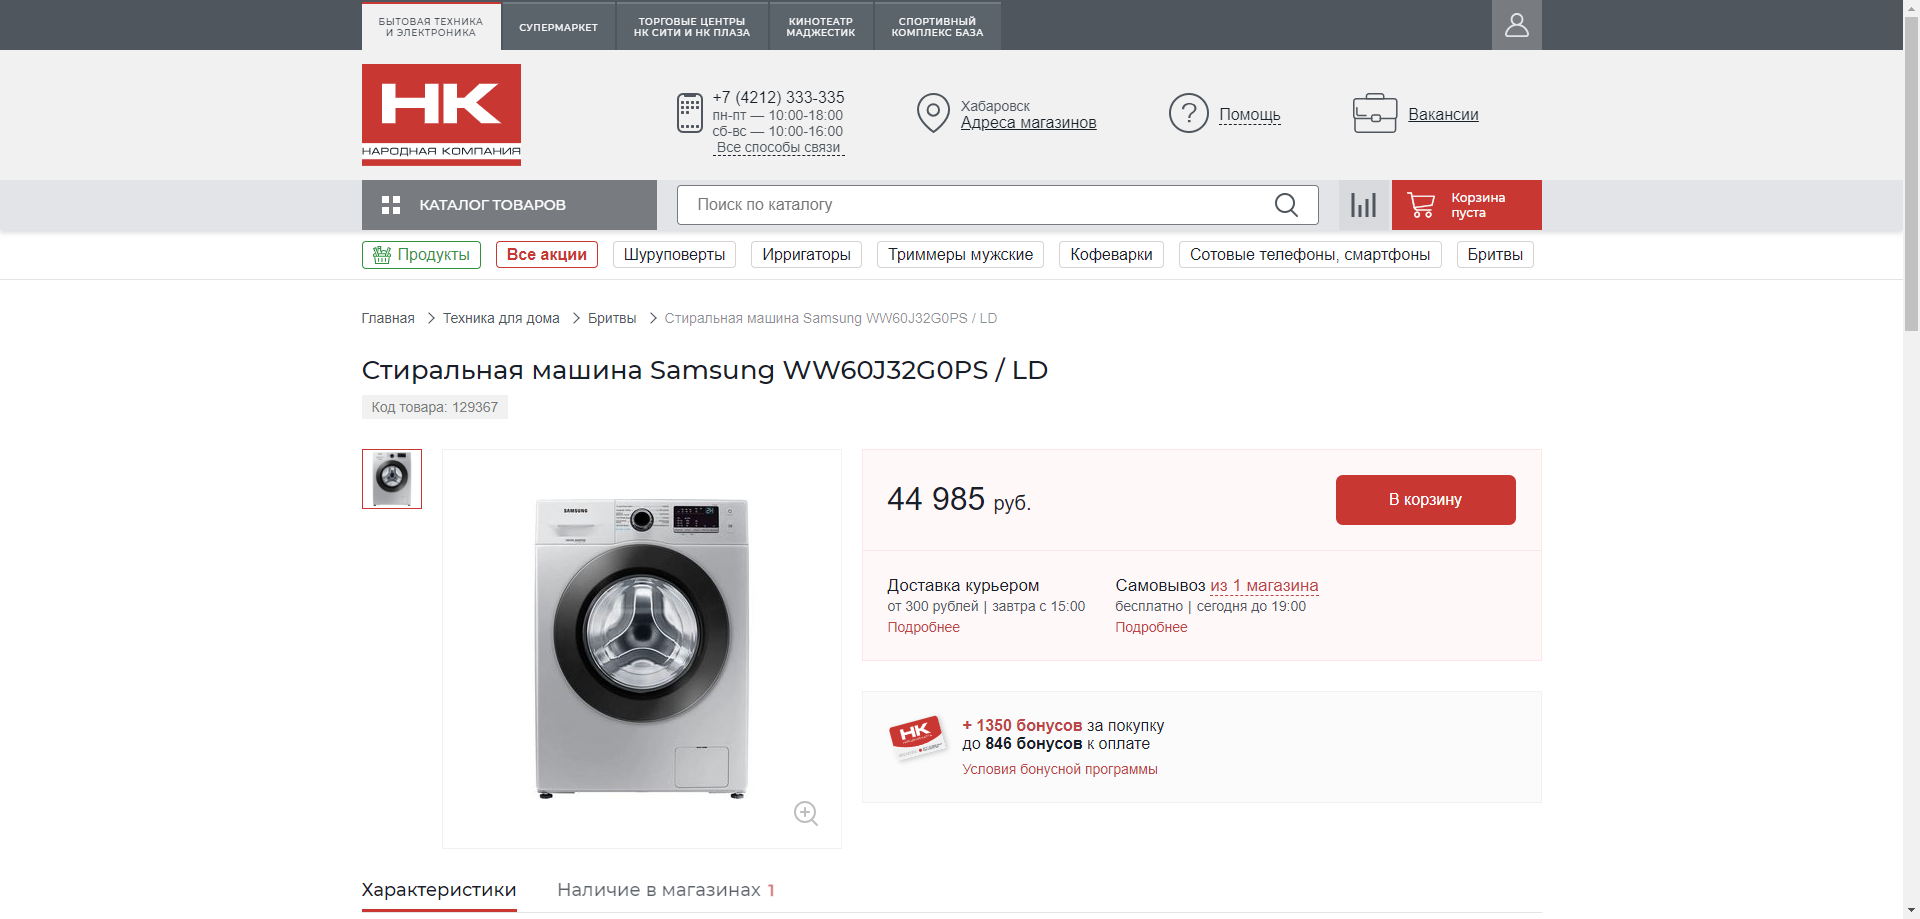 БЫТОВАЯ ТЕХНИКА
И ЭЛЕКТРОНИКА
СУПЕРМАРКЕТ
ТОРГОВЫЕ ЦЕНТРЫ
НК СИТИ И НК ПЛАЗА
КИНОТЕАТР
МАДЖЕСТИК
СПОРТИВНЫЙ
КОМПЛЕКС БАЗА
НК
НАРОДНАЯ КОМПАНИЯ
+7 (4212) 333-335
пн-пт — 10:00-18:00
сб-вс — 10:00-16:00
Все способы связи
Хабаровск
Адреса магазинов
Помощь
Вакансии
КАТАЛОГ ТОВАРОВ
Поиск по каталогу
Корзина
пуста
Продукты
Все акции
Шуруповерты
Ирригаторы
Триммеры мужские
Кофеварки
Сотовые телефоны, смартфоны
Бритвы
Главная > Техника для дома > Бритвы > Стиральная машина Samsung WW60J32G0PS / LD
Стиральная машина Samsung WW60J32G0PS / LD
Код товара: 129367
SAMSUNG
44 985 руб.
В корзину
Доставка курьером
от 300 рублей | завтра с 15:00
Подробнее
Самовывоз из 1 магазина
бесплатно | сегодня до 19:00
Подробнее
НК
+ 1350 бонусов за покупку
до 846 бонусов к оплате
Условия бонусной программы
Характеристики
Наличие в магазинах 1